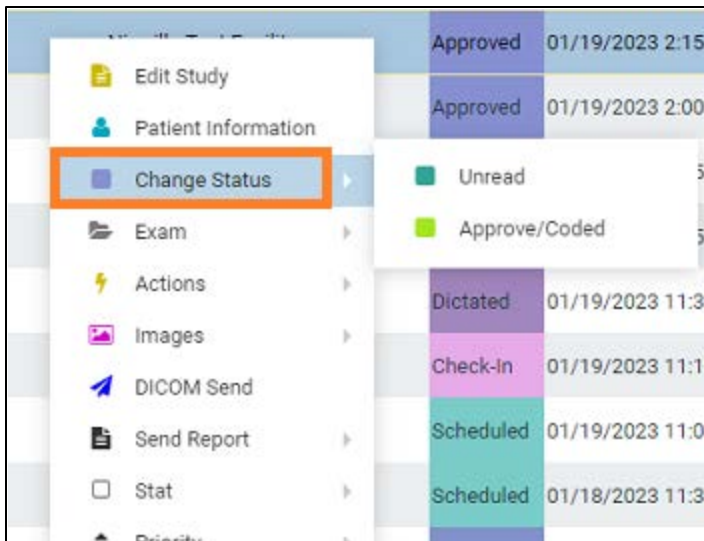 Approved 01/19/2023 2:15
Edit Study
Approved 01/19/2023 2:00
Patient Information
Change Status
Unread
Exam
Approve/Coded
Actions
Dictated 01/19/2023 11:3
Images
Check-In 01/19/2023 11:1
DICOM Send
Scheduled 01/19/2023 11:0
Send Report
Stat
Scheduled 01/18/2023 11:3
Priority